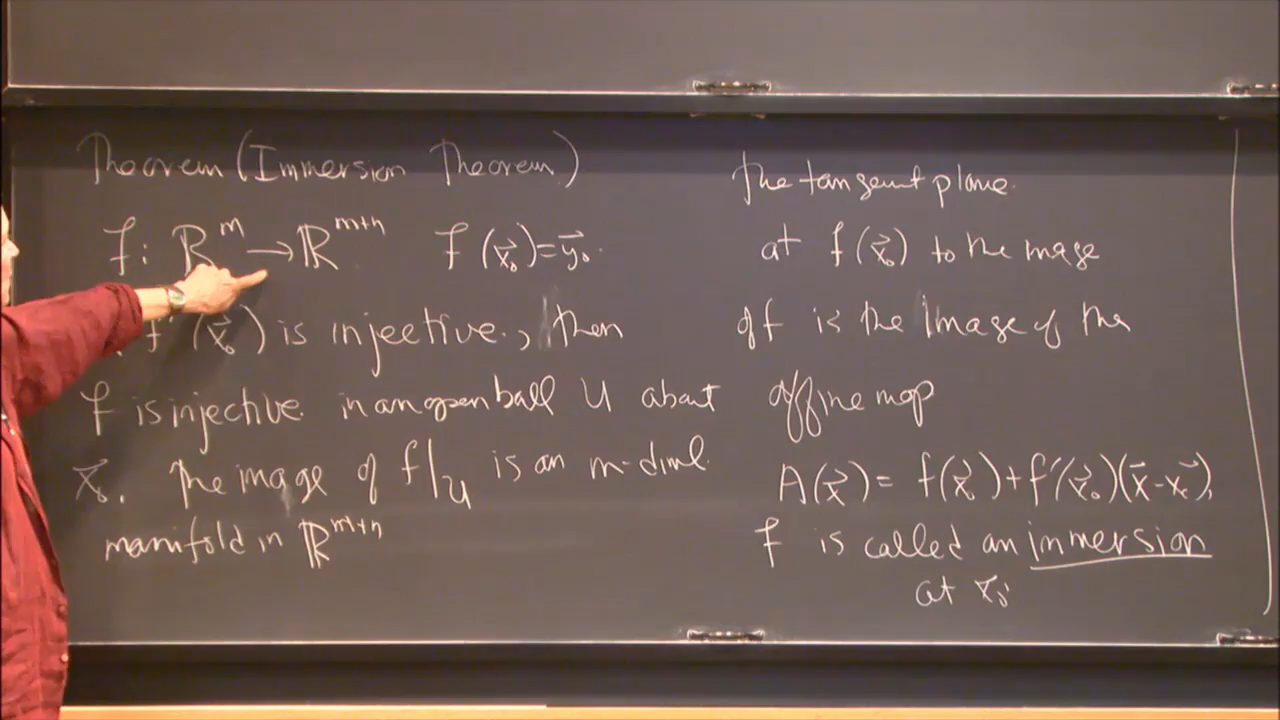 Theorem (Immersion Theorem)
f: ℝ^m → ℝ^{m+n} f(x⃗₀)=y⃗₀.
f'(x⃗₀) is injective, then
f is injective in an open ball U about
x⃗₀. The image of f|_U is an m-diml.
manifold in ℝ^{m+n}
The tangent plane
at f(x⃗₀) to the image
of f is the image of the
affine map
A(x⃗)= f(x⃗₀)+f'(x⃗₀)(x⃗-x⃗₀),
f is called an immersion
at x⃗₀